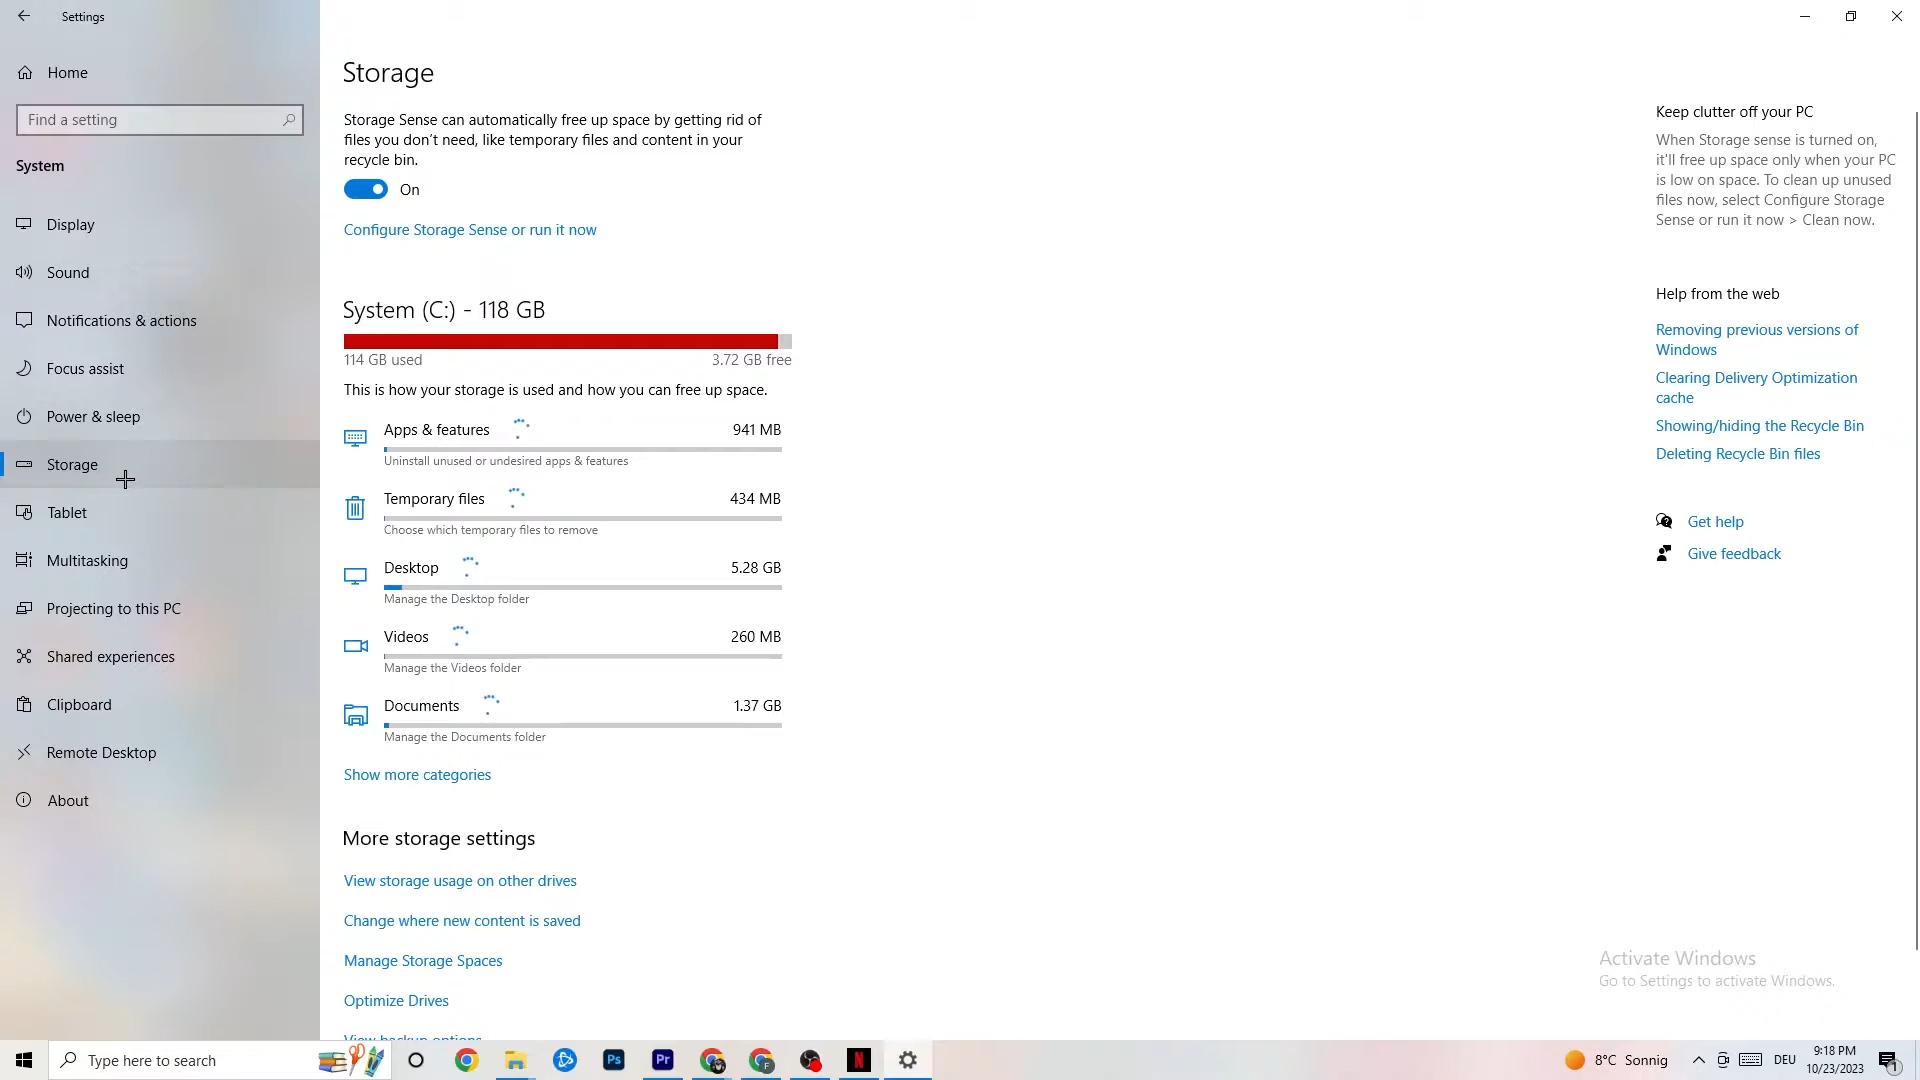 Settings
Home
Find a setting
System
Display
Sound
Notifications & actions
Focus assist
Power & sleep
Storage
Tablet
Multitasking
Projecting to this PC
Shared experiences
Clipboard
Remote Desktop
About
Storage
Storage Sense can automatically free up space by getting rid of
files you don’t need, like temporary files and content in your
recycle bin.
On
Configure Storage Sense or run it now
System (C:) - 118 GB
114 GB used 3.72 GB free
This is how your storage is used and how you can free up space.
Apps & features 941 MB
Uninstall unused or undesired apps & features
Temporary files 434 MB
Choose which temporary files to remove
Desktop 5.28 GB
Manage the Desktop folder
Videos 260 MB
Manage the Videos folder
Documents 1.37 GB
Manage the Documents folder
Show more categories
More storage settings
View storage usage on other drives
Change where new content is saved
Manage Storage Spaces
Optimize Drives
View backup options
Keep clutter off your PC
When Storage sense is turned on,
it'll free up space only when your PC
is low on space. To clean up unused
files now, select Configure Storage
Sense or run it now > Clean now.
Help from the web
Removing previous versions of
Windows
Clearing Delivery Optimization
cache
Showing/hiding the Recycle Bin
Deleting Recycle Bin files
Get help
Give feedback
Activate Windows
Go to Settings to activate Windows.
Type here to search
Ps
Pr
F
N
8°C Sonnig
DEU
9:18 PM
10/23/2023
1